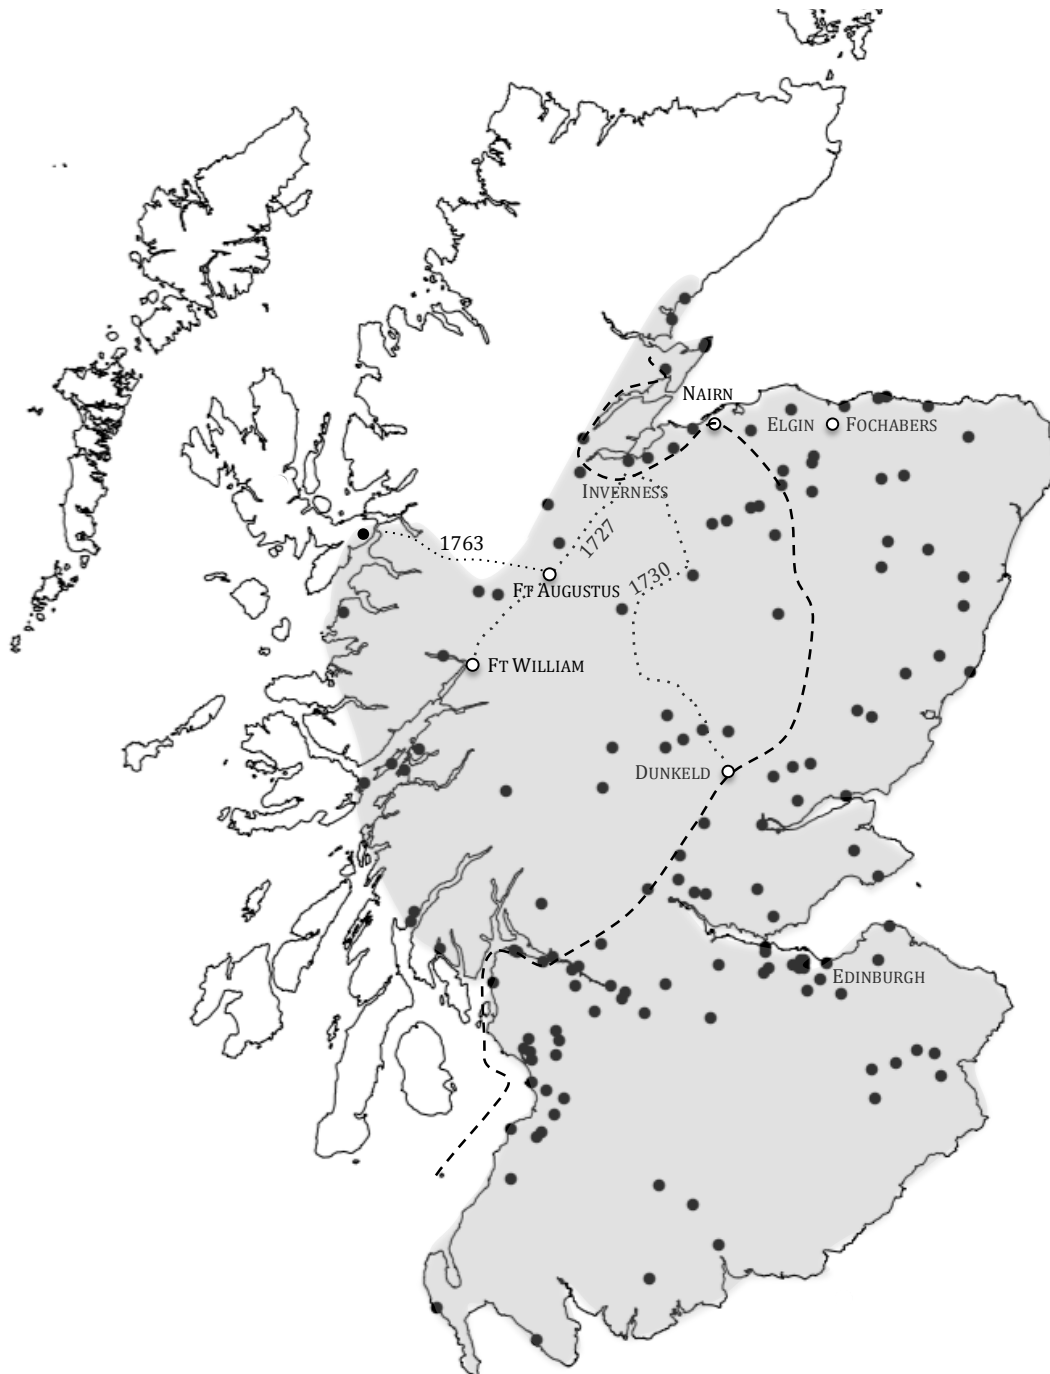 NAIRN
ELGIN
FOCHABERS
INVERNESS
1763
1727
1730
FT AUGUSTUS
FT WILLIAM
DUNKELD
EDINBURGH